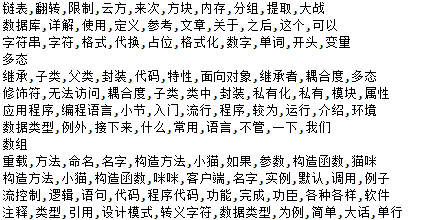 链表,翻转,限制,云方,来次,方块,内存,分组,提取,大战
数据库,详解,使用,定义,参考,文章,关于,之后,这个,可以
字符串,字符,格式,代换,占位,格式化,数字,单词,开头,变量
多态
继承,子类,父类,封装,代码,特性,面向对象,继承者,耦合度,多态
修饰符,无法访问,耦合度,子类,类中,封装,私有化,私有,模块,属性
应用程序,编程语言,小节,入门,流行,程序,较为,运行,介绍,环境
数据类型,例外,接下来,什么,常用,语言,不管,一下,我们
数组
重载,方法,命名,名字,构造方法,小猫,如果,参数,构造函数,猫咪
构造方法,小猫,构造函数,咪咪,客户端,名字,实例,默认,调用,例子
流控制,逻辑,语句,代码,程序代码,功能,完成,功臣,各种各样,软件
注释,类型,引用,设计模式,转义字符,数据类型,为例,简单,大话,单行